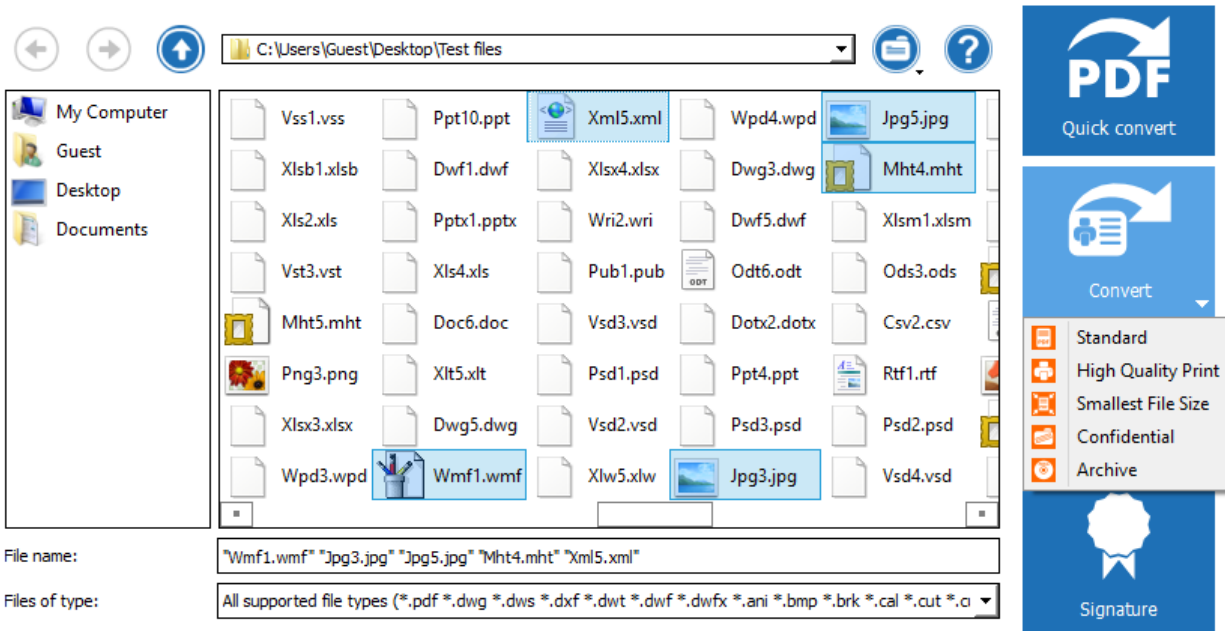 C:\Users\Guest\Desktop\Test files
?
PDF
Quick convert
My Computer
Guest
Desktop
Documents
Vss1.vss Ppt10.ppt Xml5.xml Wpd4.wpd Jpg5.jpg
Xlsb1.xlsb Dwf1.dwf Xlsx4.xlsx Dwg3.dwg Mht4.mht
Xls2.xls Pptx1.pptx Wri2.wri Dwf5.dwf Xlsm1.xlsm
Vst3.vst Xls4.xls Pub1.pub ODT Odt6.odt Ods3.ods
Mht5.mht Doc6.doc Vsd3.vsd Dotx2.dotx Csv2.csv
Png3.png Xlt5.xlt Psd1.psd Ppt4.ppt Rtf1.rtf
Xlsx3.xlsx Dwg5.dwg Vsd2.vsd Psd3.psd Psd2.psd
Wpd3.wpd Wmf1.wmf Xlw5.xlw Jpg3.jpg Vsd4.vsd
Convert
Standard
High Quality Print
Smallest File Size
Confidential
Archive
Signature
File name: "Wmf1.wmf" "Jpg3.jpg" "Jpg5.jpg" "Mht4.mht" "Xml5.xml"
Files of type: All supported file types (*.pdf *.dwg *.dws *.dxf *.dwt *.dwf *.dwfx *.ani *.bmp *.brk *.cal *.cut